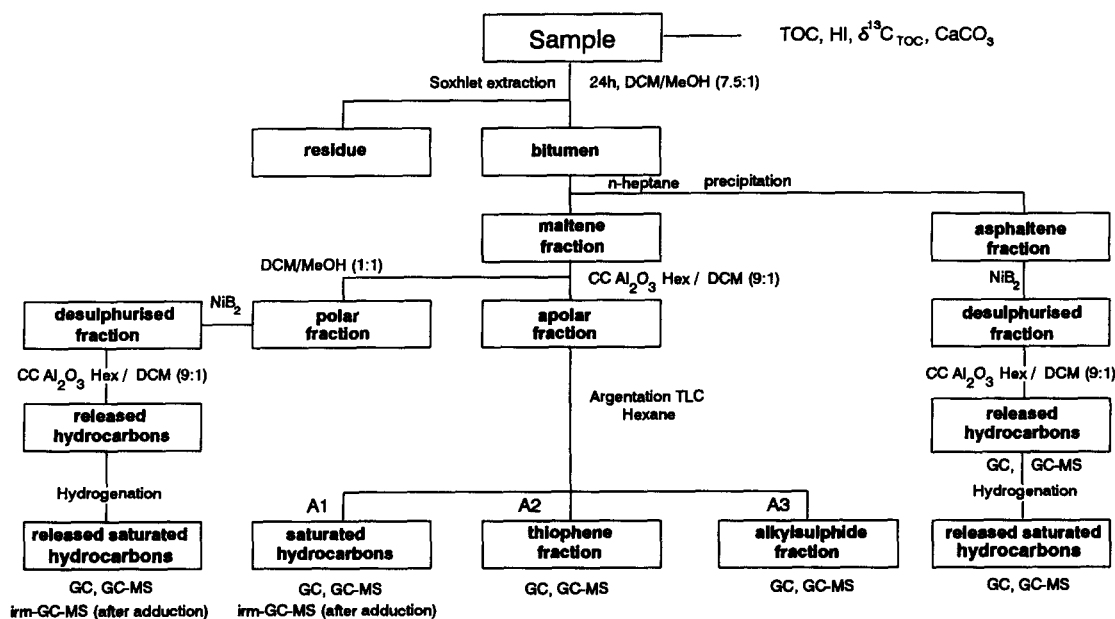 Sample
TOC, HI, δ¹³C_TOC, CaCO₃
Soxhlet extraction
24h, DCM/MeOH (7.5:1)
residue
bitumen
n-heptane precipitation
maltene
fraction
asphaltene
fraction
DCM/MeOH (1:1)
CC Al₂O₃ Hex / DCM (9:1)
NiB₂
NiB₂
desulphurised
fraction
polar
fraction
apolar
fraction
desulphurised
fraction
CC Al₂O₃ Hex / DCM (9:1)
CC Al₂O₃ Hex / DCM (9:1)
Argentation TLC
Hexane
released
hydrocarbons
released
hydrocarbons
GC, GC-MS
Hydrogenation
Hydrogenation
A1
A2
A3
released saturated
hydrocarbons
saturated
hydrocarbons
thiophene
fraction
alkylsulphide
fraction
released saturated
hydrocarbons
GC, GC-MS
irm-GC-MS (after adduction)
GC, GC-MS
irm-GC-MS (after adduction)
GC, GC-MS
GC, GC-MS
GC, GC-MS